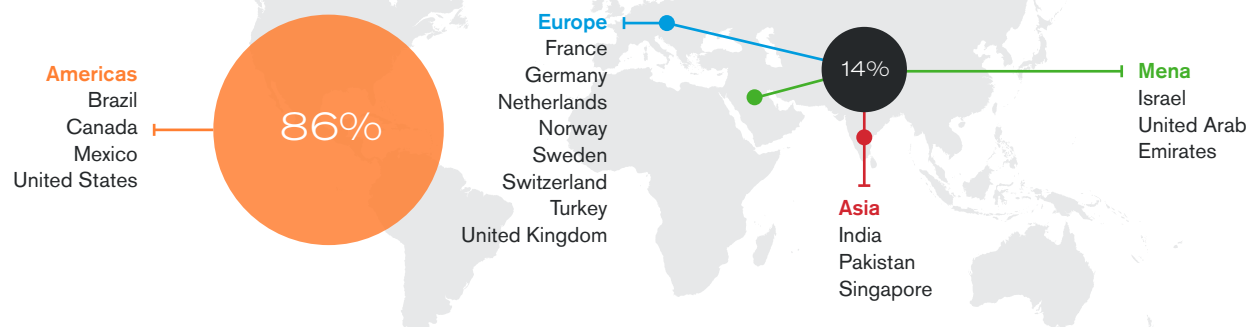 Americas
Brazil
Canada
Mexico
United States
86%
Europe
France
Germany
Netherlands
Norway
Sweden
Switzerland
Turkey
United Kingdom
14%
Asia
India
Pakistan
Singapore
Mena
Israel
United Arab
Emirates